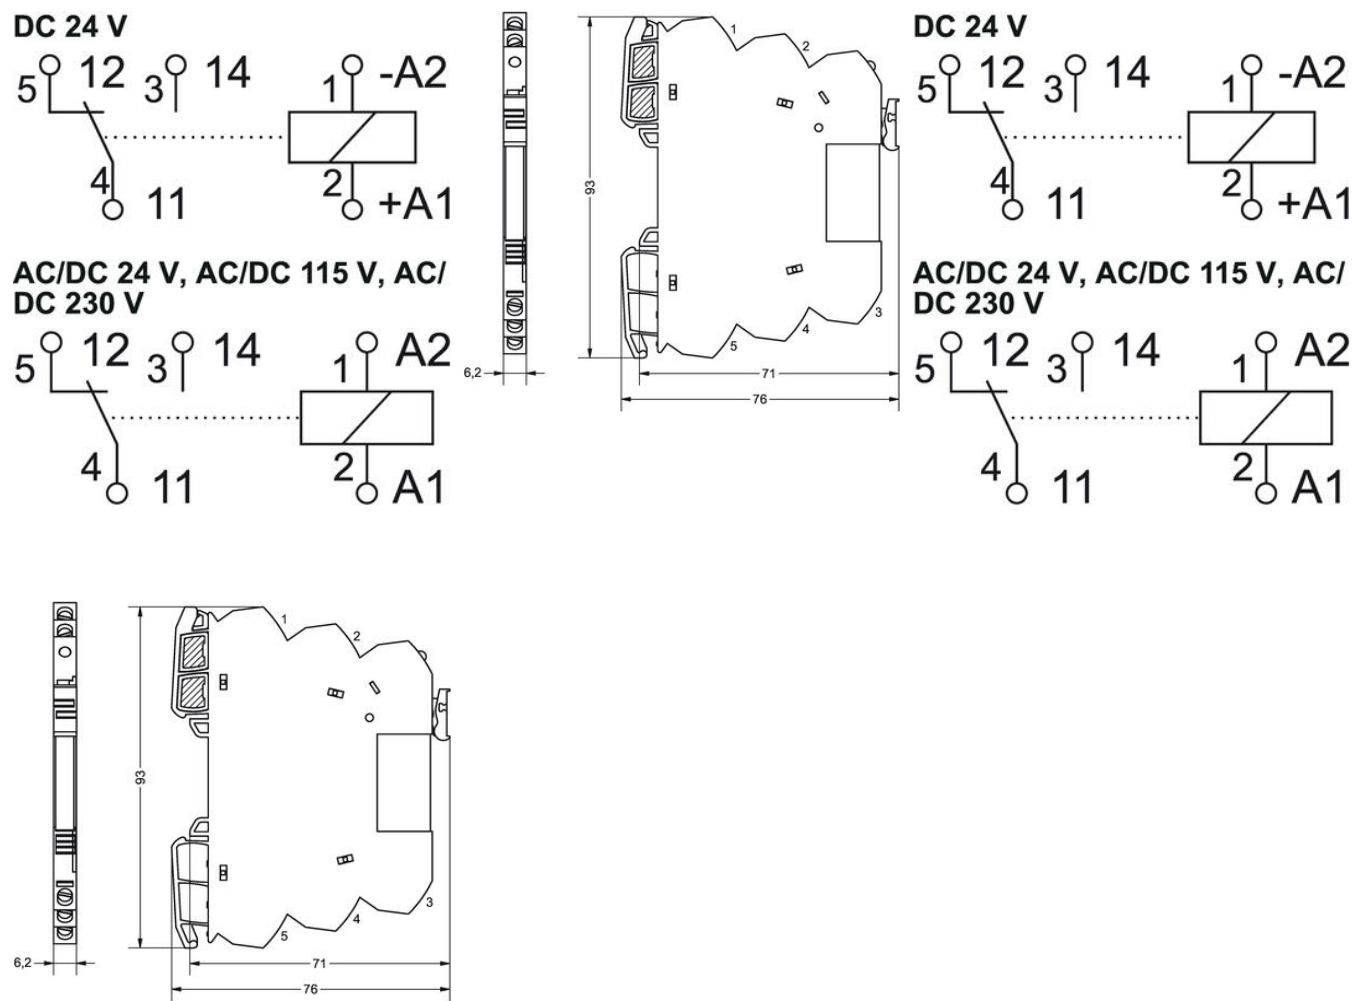 DC 24 V
5 12 3 14 1 -A2
4 11 2 +A1
AC/DC 24 V, AC/DC 115 V, AC/
DC 230 V
5 12 3 14 1 A2
4 11 2 A1
1
2
93
3
4
5
6,2
71
76
DC 24 V
5 12 3 14 1 -A2
4 11 2 +A1
AC/DC 24 V, AC/DC 115 V, AC/
DC 230 V
5 12 3 14 1 A2
4 11 2 A1
1
2
93
3
4
5
6,2
71
76